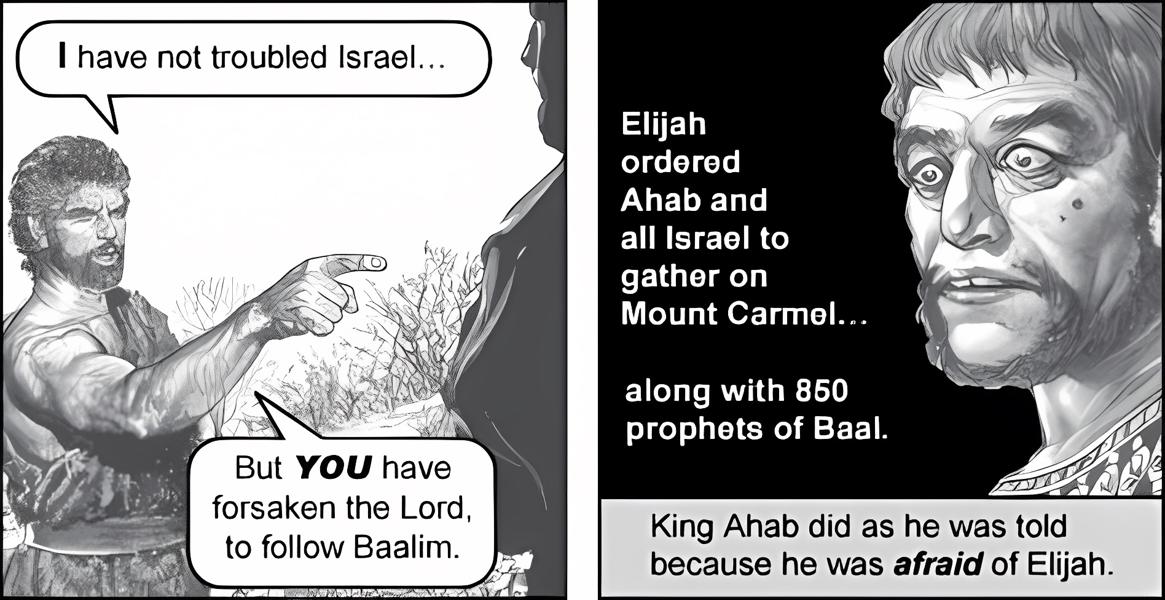 I have not troubled Israel...
But YOU have
forsaken the Lord,
to follow Baalim.
Elijah
ordered
Ahab and
all Israel to
gather on
Mount Carmel...
along with 850
prophets of Baal.
King Ahab did as he was told
because he was afraid of Elijah.